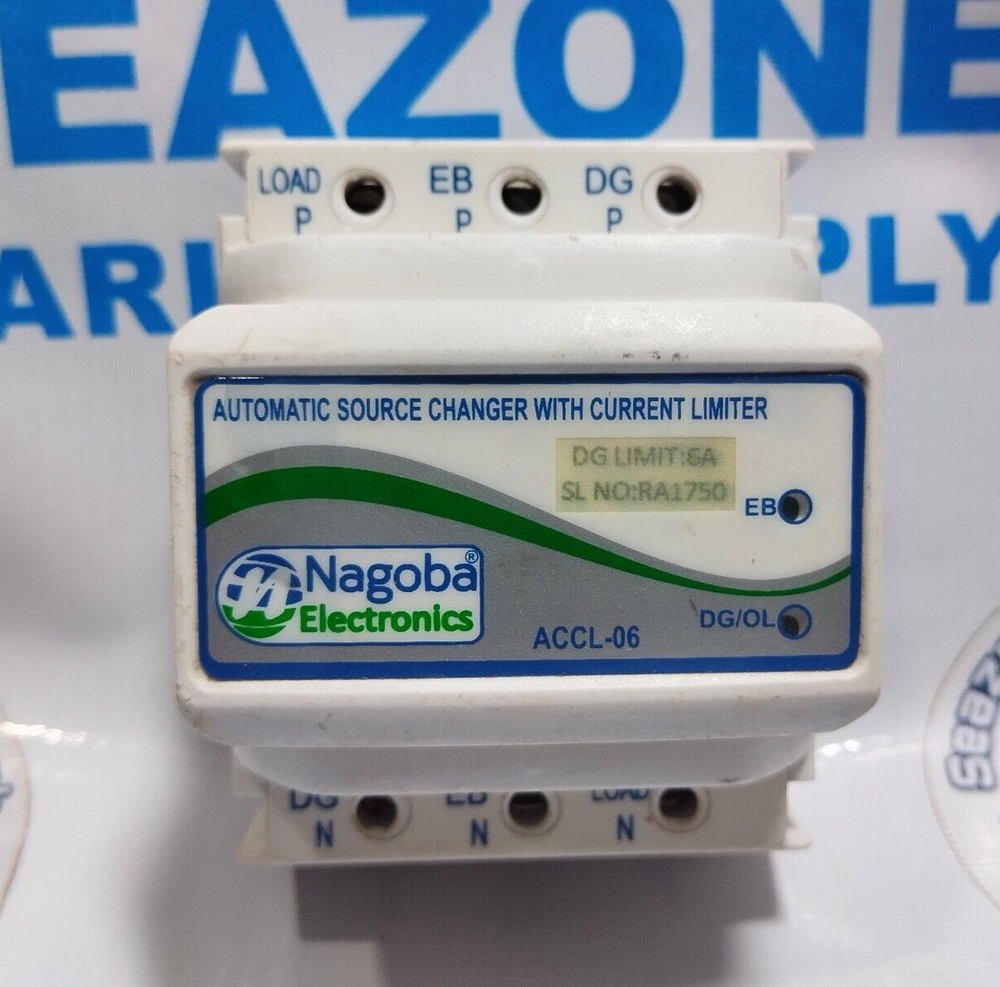 EAZONE
LOAD EB DG
P P P
PLY
AUTOMATIC SOURCE CHANGER WITH CURRENT LIMITER
DG LIMIT:6A
SL NO:RA1750
EB
Nagoba®
Electronics
DG/OL
ACCL-06
DG EB LOAD
N N N